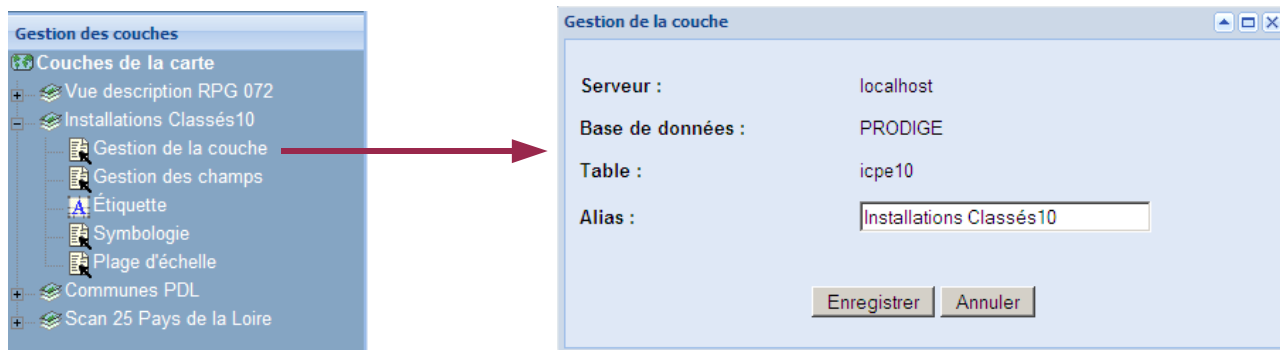 Gestion des couches
Couches de la carte
Vue description RPG 072
Installations Classés10
Gestion de la couche
Gestion des champs
A Étiquette
Symbologie
Plage d'échelle
Communes PDL
Scan 25 Pays de la Loire
Gestion de la couche
Serveur : localhost
Base de données : PRODIGE
Table : icpe10
Alias : Installations Classés10
Enregistrer Annuler